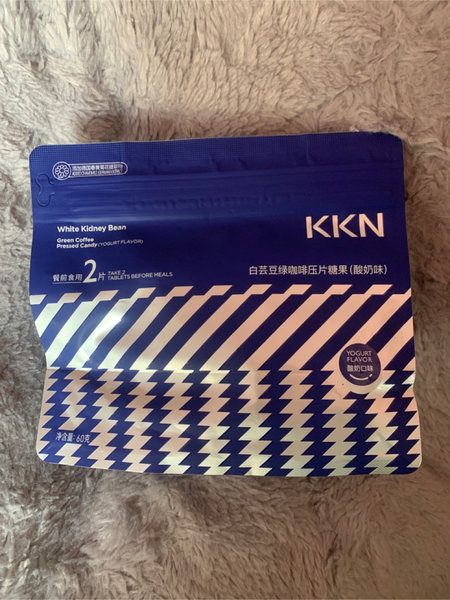 White Kidney Bean
Green Coffee
Pressed Candy (YOGURT FLAVOR)
餐前食用 2 片 TAKE 2
TABLETS BEFORE MEALS
KKN
白芸豆绿咖啡压片糖果(酸奶味)
YOGURT
FLAVOR
酸奶口味
净含量: 60克